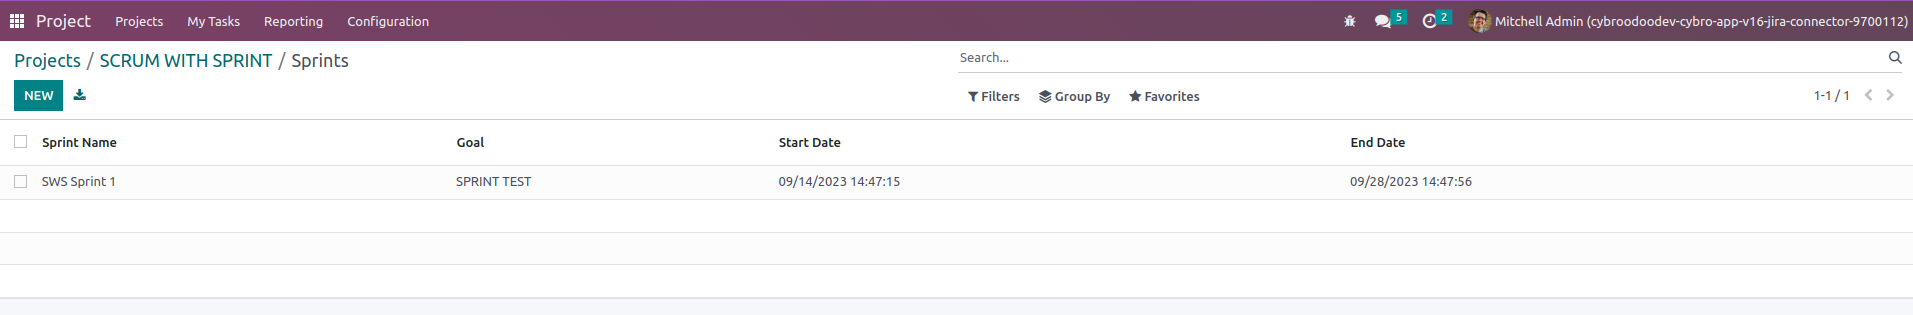 Project Projects My Tasks Reporting Configuration 5 2 Mitchell Admin (cybroodoodev-cybro-app-v16-jira-connector-9700112)
Projects / SCRUM WITH SPRINT / Sprints Search...
NEW Filters Group By Favorites 1-1 / 1
Sprint Name Goal Start Date End Date
SWS Sprint 1 SPRINT TEST 09/14/2023 14:47:15 09/28/2023 14:47:56